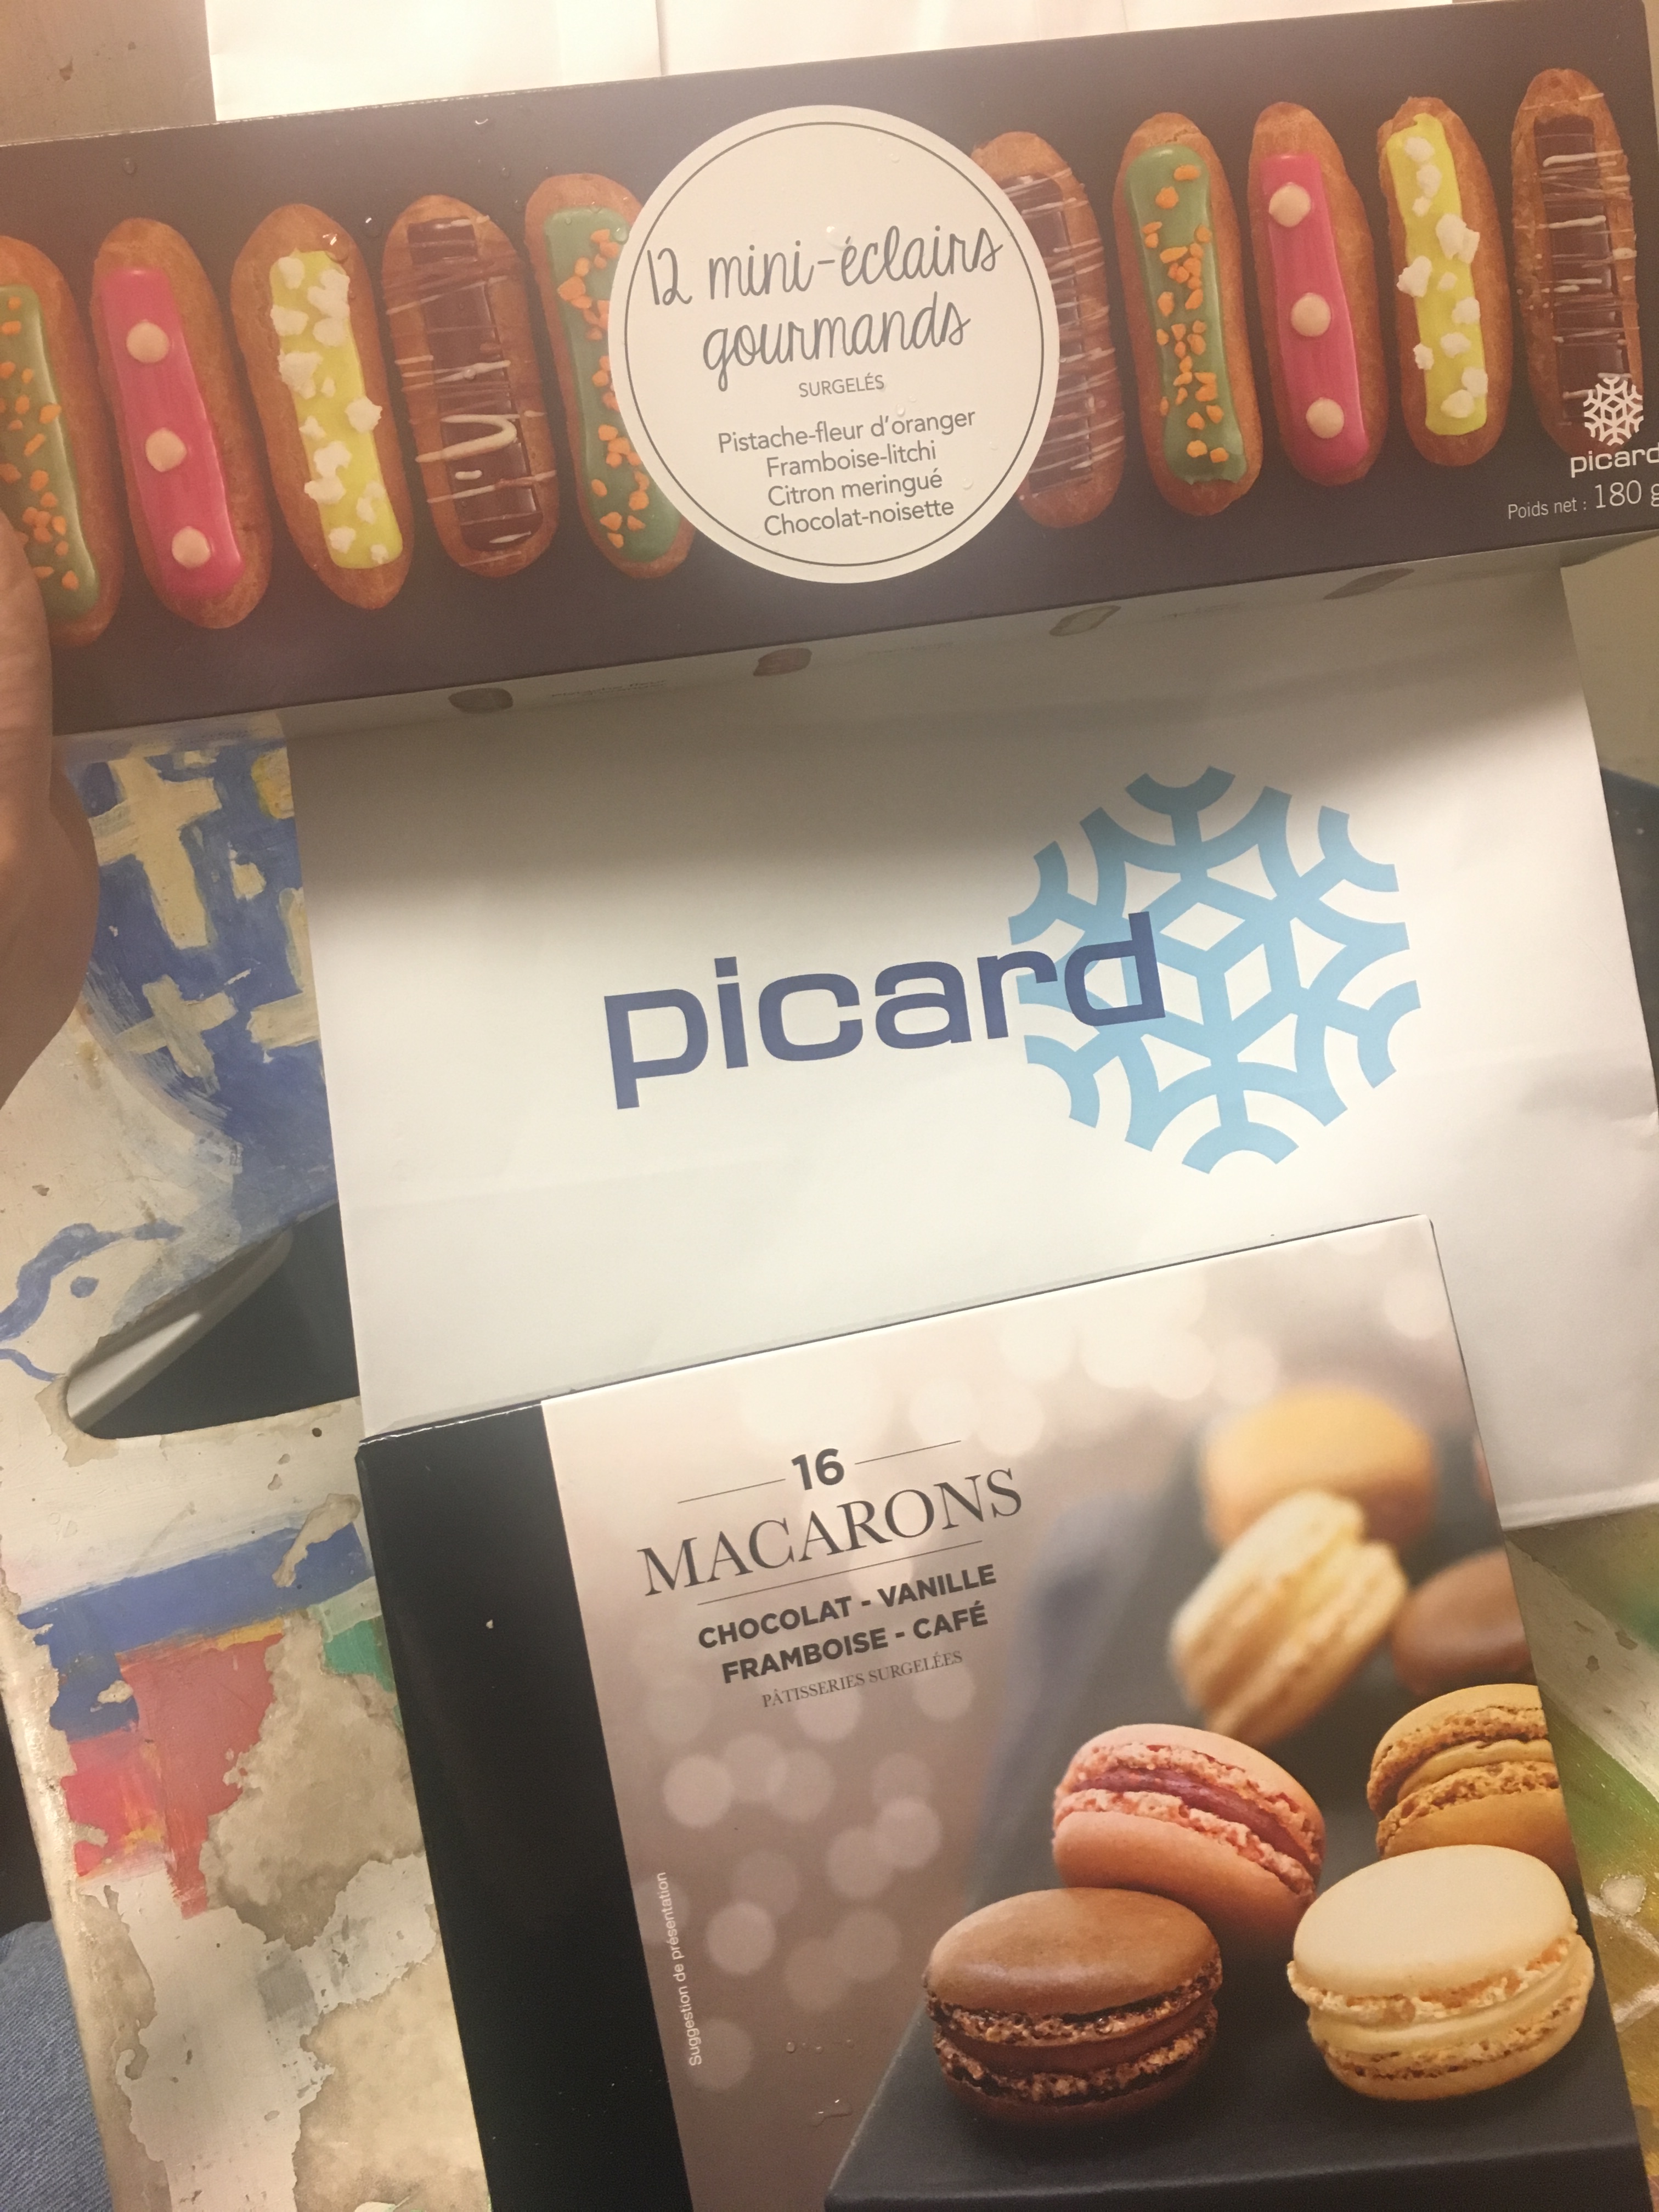 12 mini-éclairs
gourmands
SURGELÉS
Pistache-fleur d'oranger
Framboise-litchi
Citron meringué
Chocolat-noisette
picard
Poids net : 180 g
picard
16
MACARONS
CHOCOLAT - VANILLE
FRAMBOISE - CAFÉ
PÂTISSERIES SURGELÉES
Suggestion de présentation